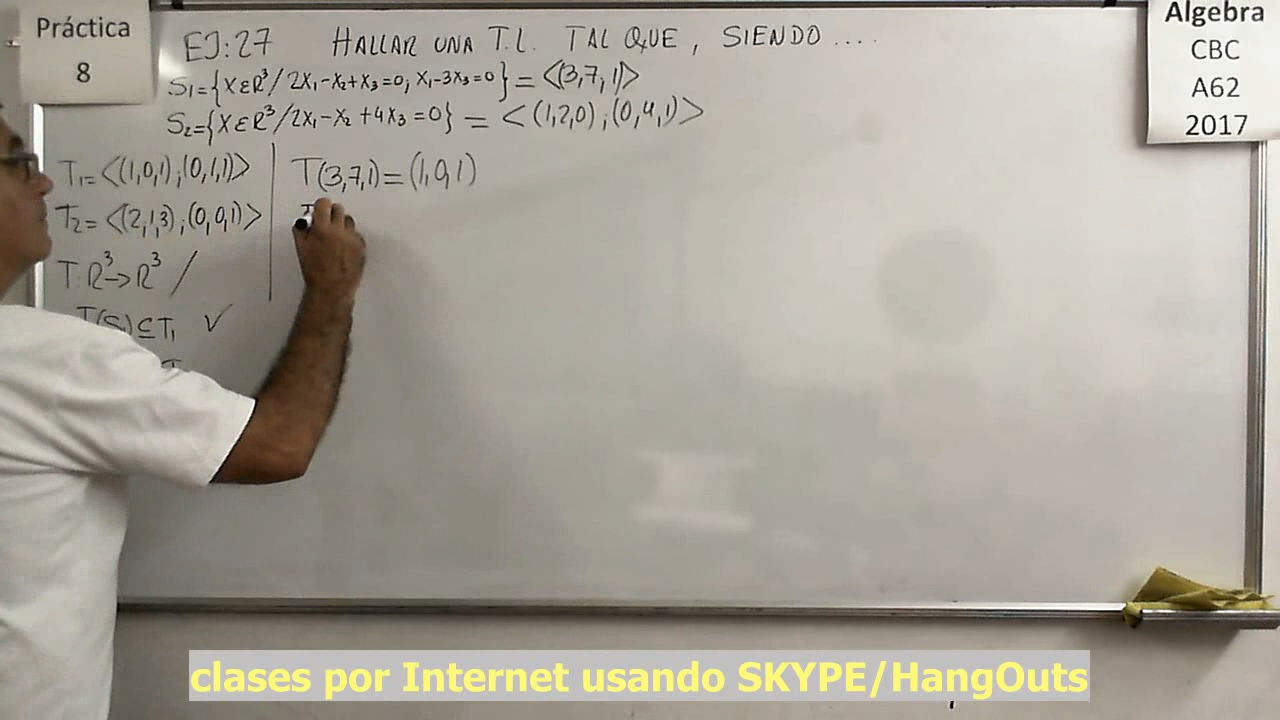 Práctica
8
Algebra
CBC
A62
2017
EJ:27 HALLAR UNA T.L. TAL QUE, SIENDO ....
S₁={X∈R³/2X₁-X₂+X₃=0; X₁-3X₃=0}=<(3,7,1)>
S₂={X∈R³/2X₁-X₂+4X₃=0}=<(1,2,0);(0,4,1)>
T₁=<(1,0,1);(0,1,1)>
T₂=<(2,1,3);(0,0,1)>
T:R³->R³/
T(S₁)⊆T₁ ✓
T(3,7,1)=(1,0,1)
clases por Internet usando SKYPE/HangOuts